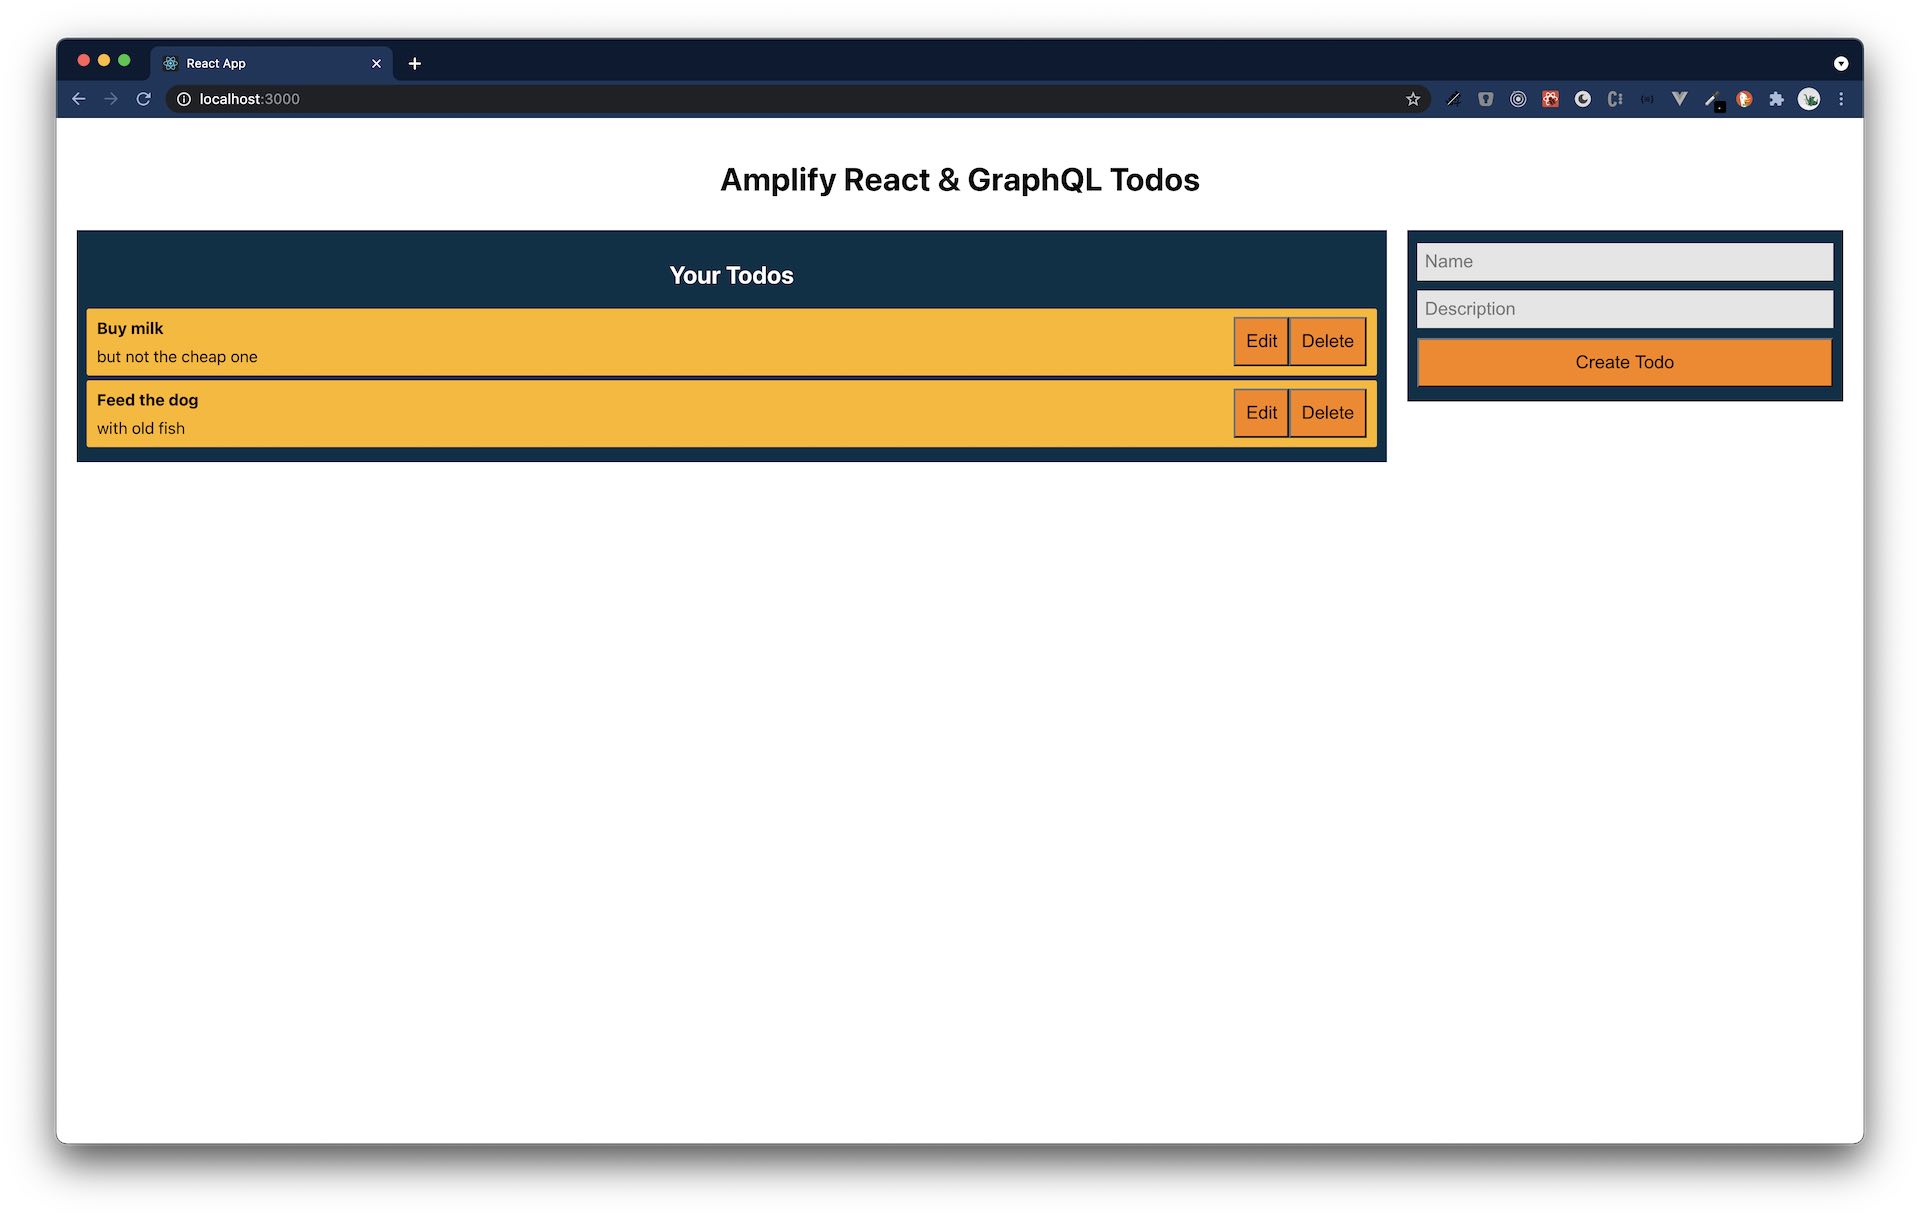 React App
localhost:3000
Amplify React & GraphQL Todos
Your Todos
Buy milk
but not the cheap one
Edit
Delete
Feed the dog
with old fish
Edit
Delete
Name
Description
Create Todo